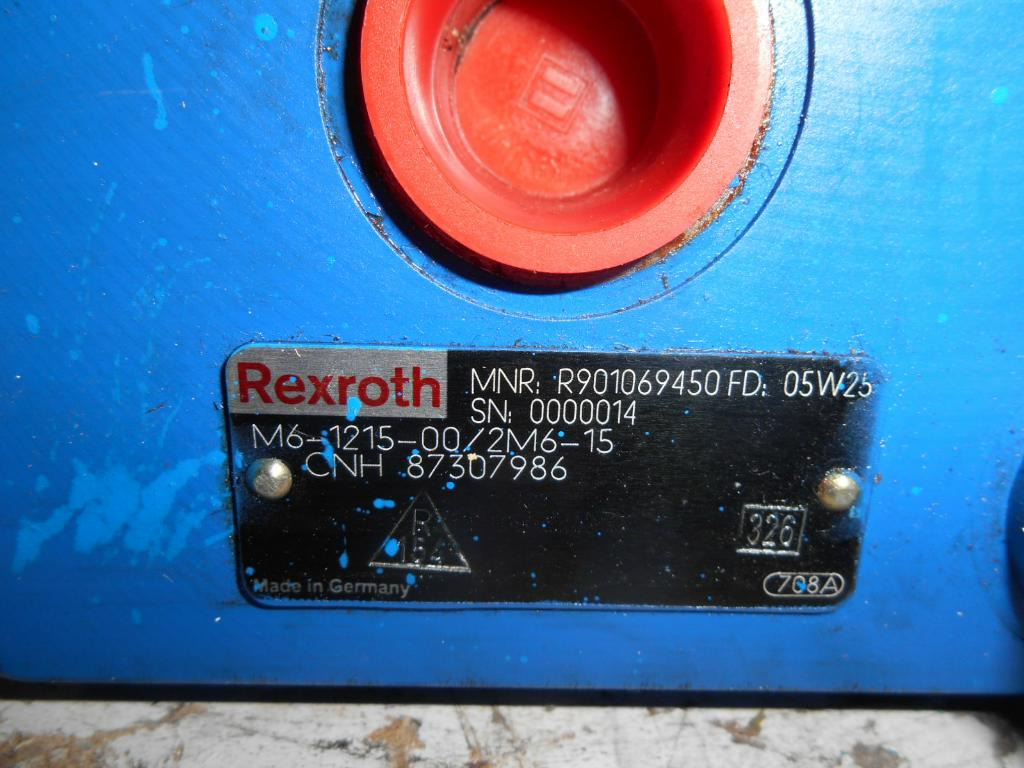 Rexroth
MNR: R901069450 FD: 05W25
SN: 0000014
M6-1215-00/2M6-15
CNH 87307986
R
326
Made in Germany
708A